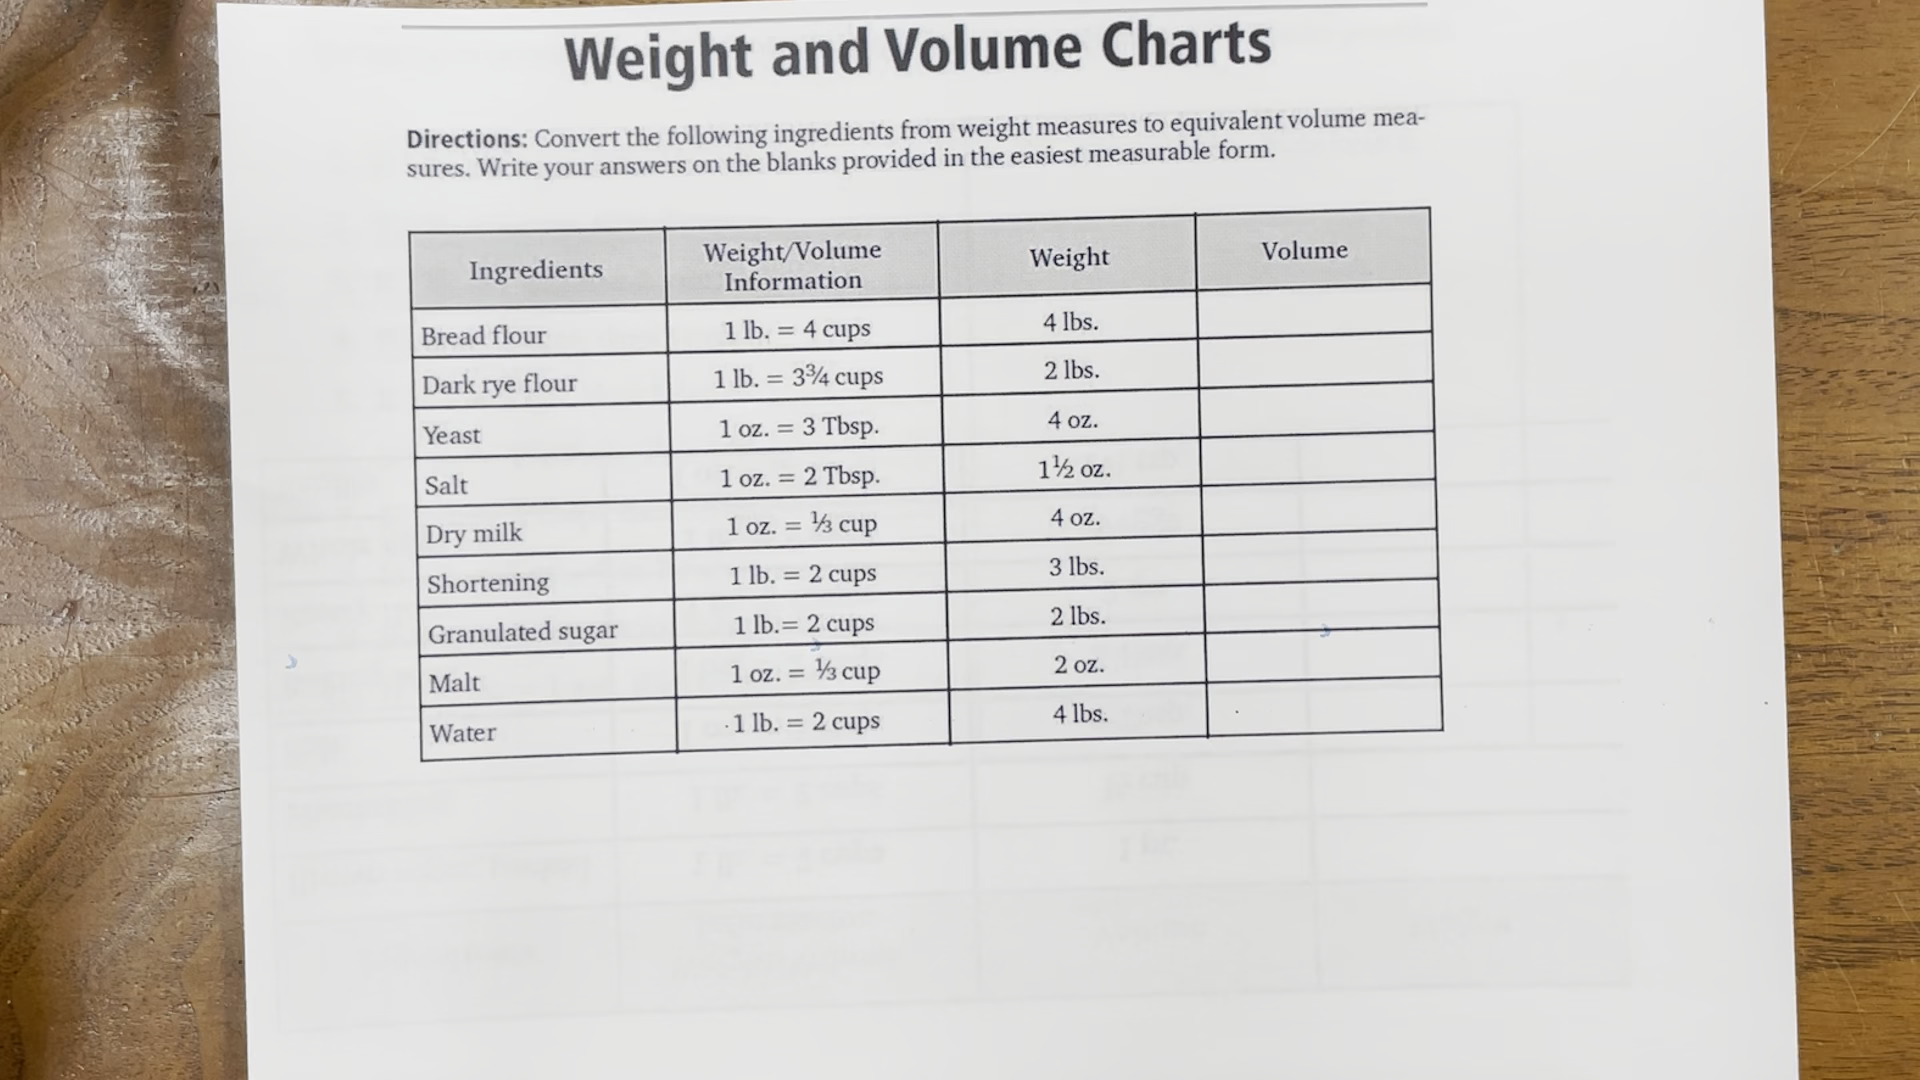 Weight and Volume Charts
Directions: Convert the following ingredients from weight measures to equivalent volume mea-
sures. Write your answers on the blanks provided in the easiest measurable form.
Ingredients Weight/Volume Information Weight Volume
Bread flour 1 lb. = 4 cups 4 lbs.
Dark rye flour 1 lb. = 3¾ cups 2 lbs.
Yeast 1 oz. = 3 Tbsp. 4 oz.
Salt 1 oz. = 2 Tbsp. 1½ oz.
Dry milk 1 oz. = ⅓ cup 4 oz.
Shortening 1 lb. = 2 cups 3 lbs.
Granulated sugar 1 lb.= 2 cups 2 lbs.
Malt 1 oz. = ⅓ cup 2 oz.
Water 1 lb. = 2 cups 4 lbs.